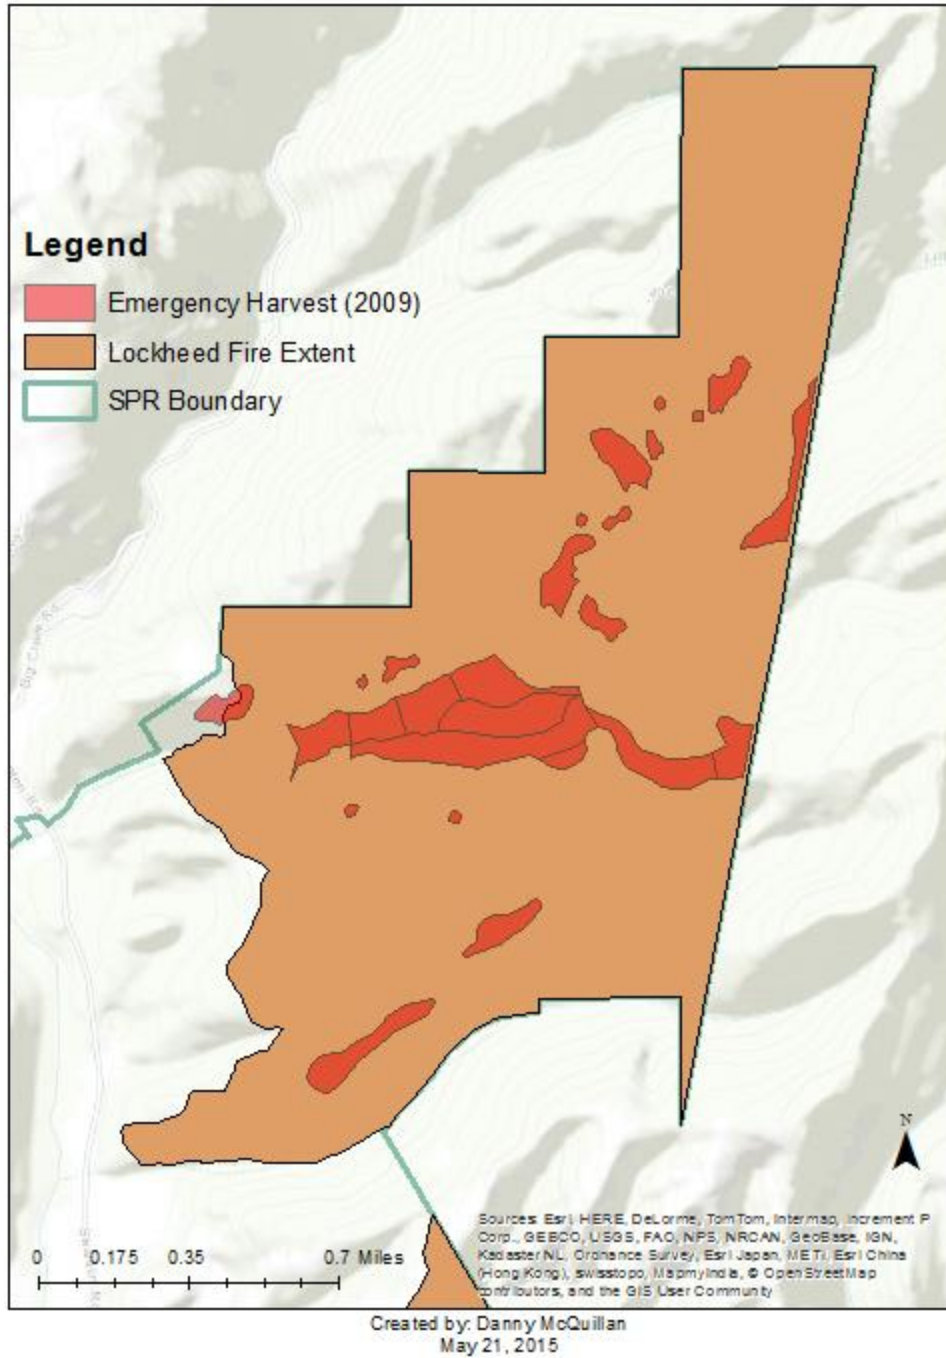 Legend
Emergency Harvest (2009)
Lockheed Fire Extent
SPR Boundary
N
0 0.175 0.35 0.7 Miles
Sources: Esri, HERE, DeLorme, TomTom, Intermap, increment P
Corp., GEBCO, USGS, FAO, NPS, NRCAN, GeoBase, IGN,
Kadaster NL, Ordnance Survey, Esri Japan, METI, Esri China
(Hong Kong), swisstopo, MapmyIndia, © OpenStreetMap
contributors, and the GIS User Community
Created by: Danny McQuillan
May 21, 2015